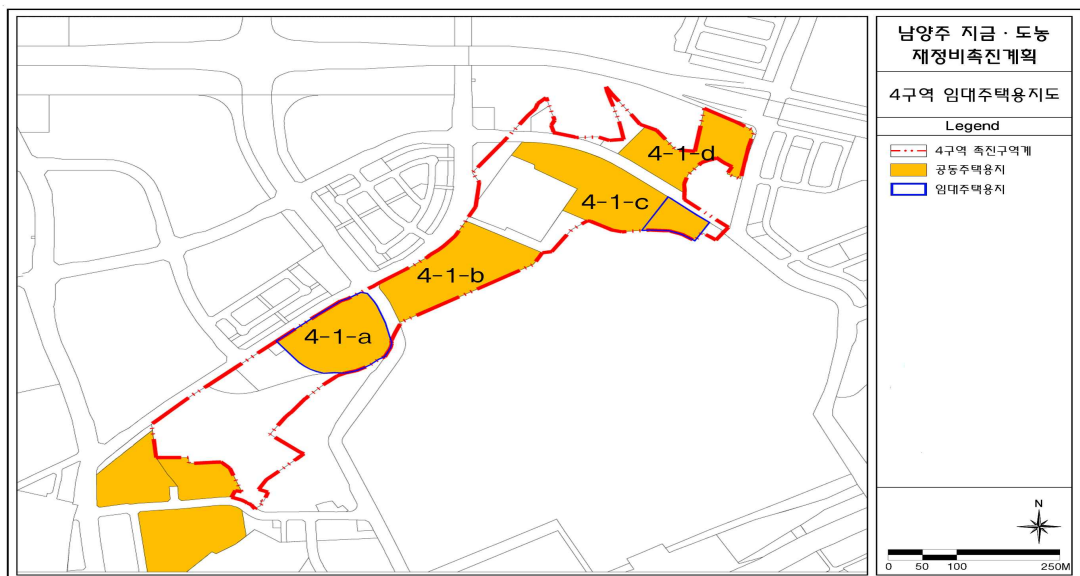 남양주 지금·도농
재정비촉진계획
4구역 임대주택용지도
Legend
4구역 촉진구역계
공동주택용지
임대주택용지
4-1-d
4-1-c
4-1-b
4-1-a
N
0 50 100 250M